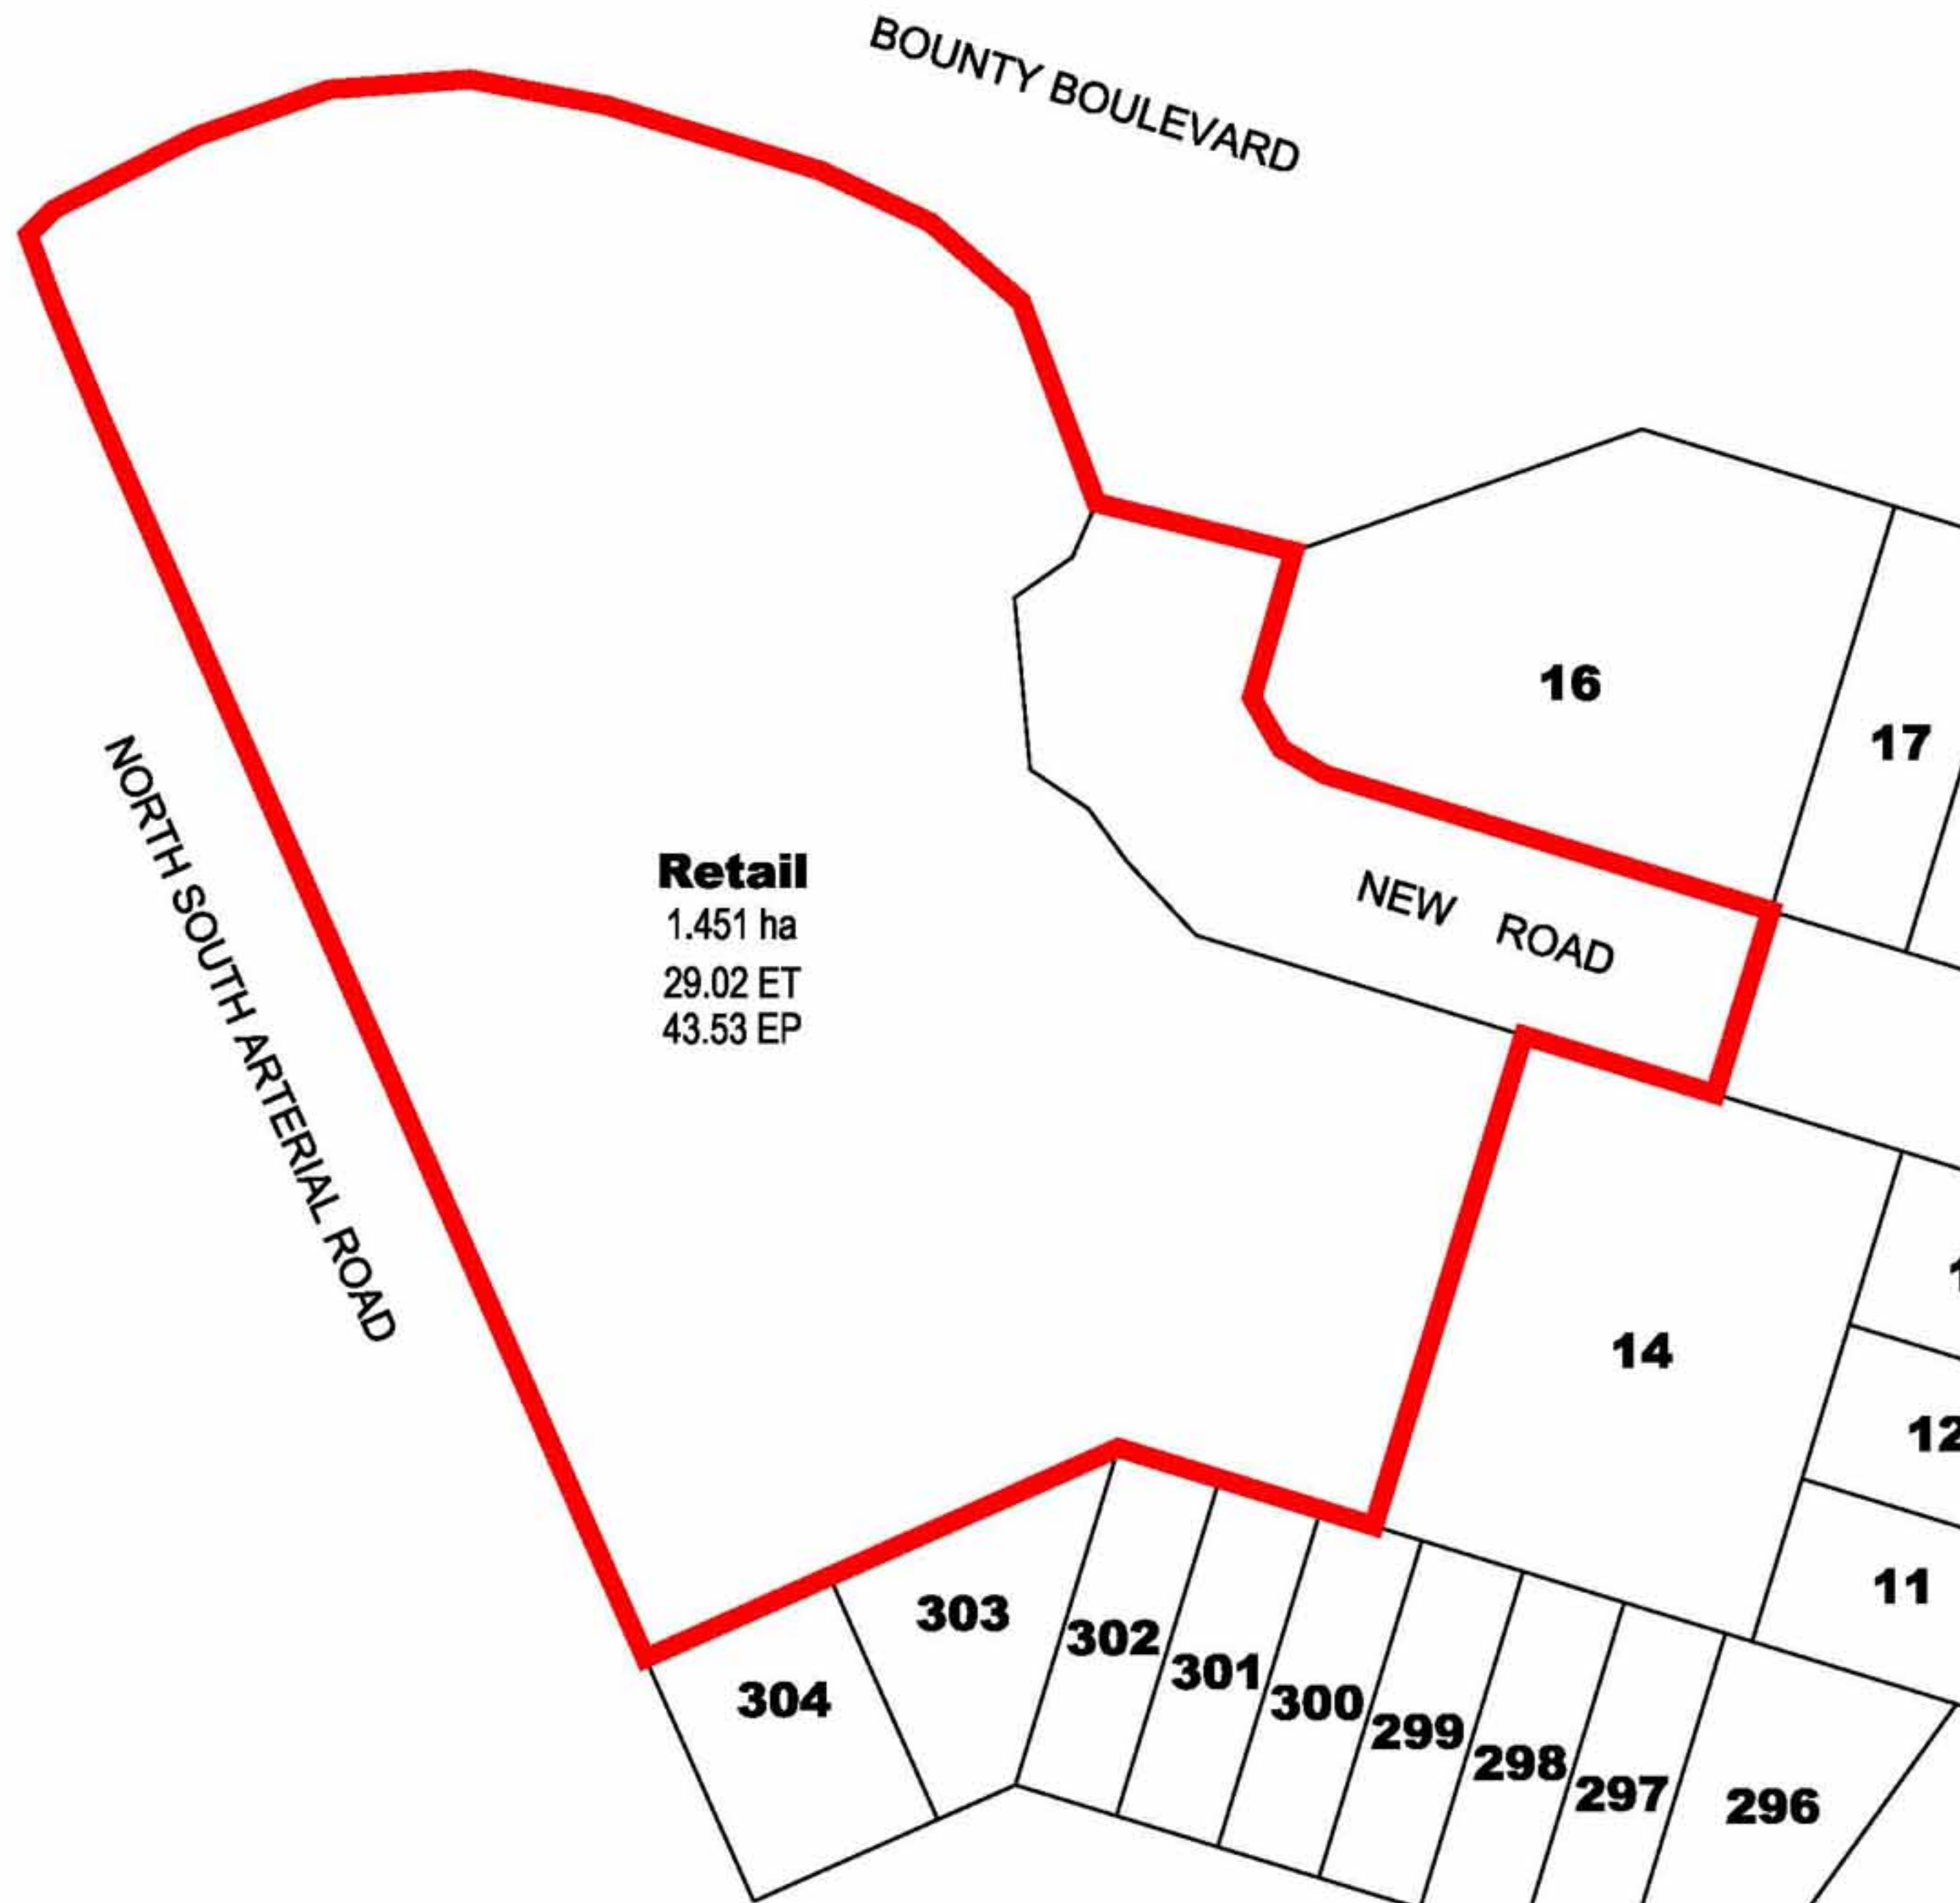 BOUNTY BOULEVARD
16
17
NORTH SOUTH ARTERIAL ROAD
Retail
1.451 ha
29.02 ET
43.53 EP
NEW ROAD
14
12
11
303
302
301
304
300
299
298
297
296